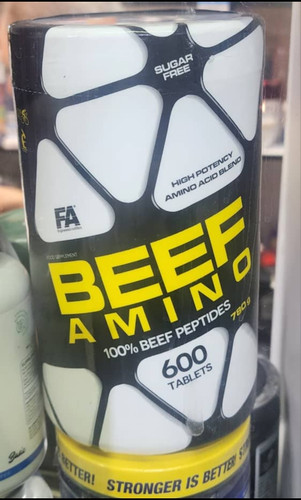 SUGAR
FREE
HIGH POTENCY
AMINO ACID BLEND
FA
BEEF
AMINO
100% BEEF PEPTIDES
780 g
600
TABLETS
BETTER! STRONGER IS BETTER!